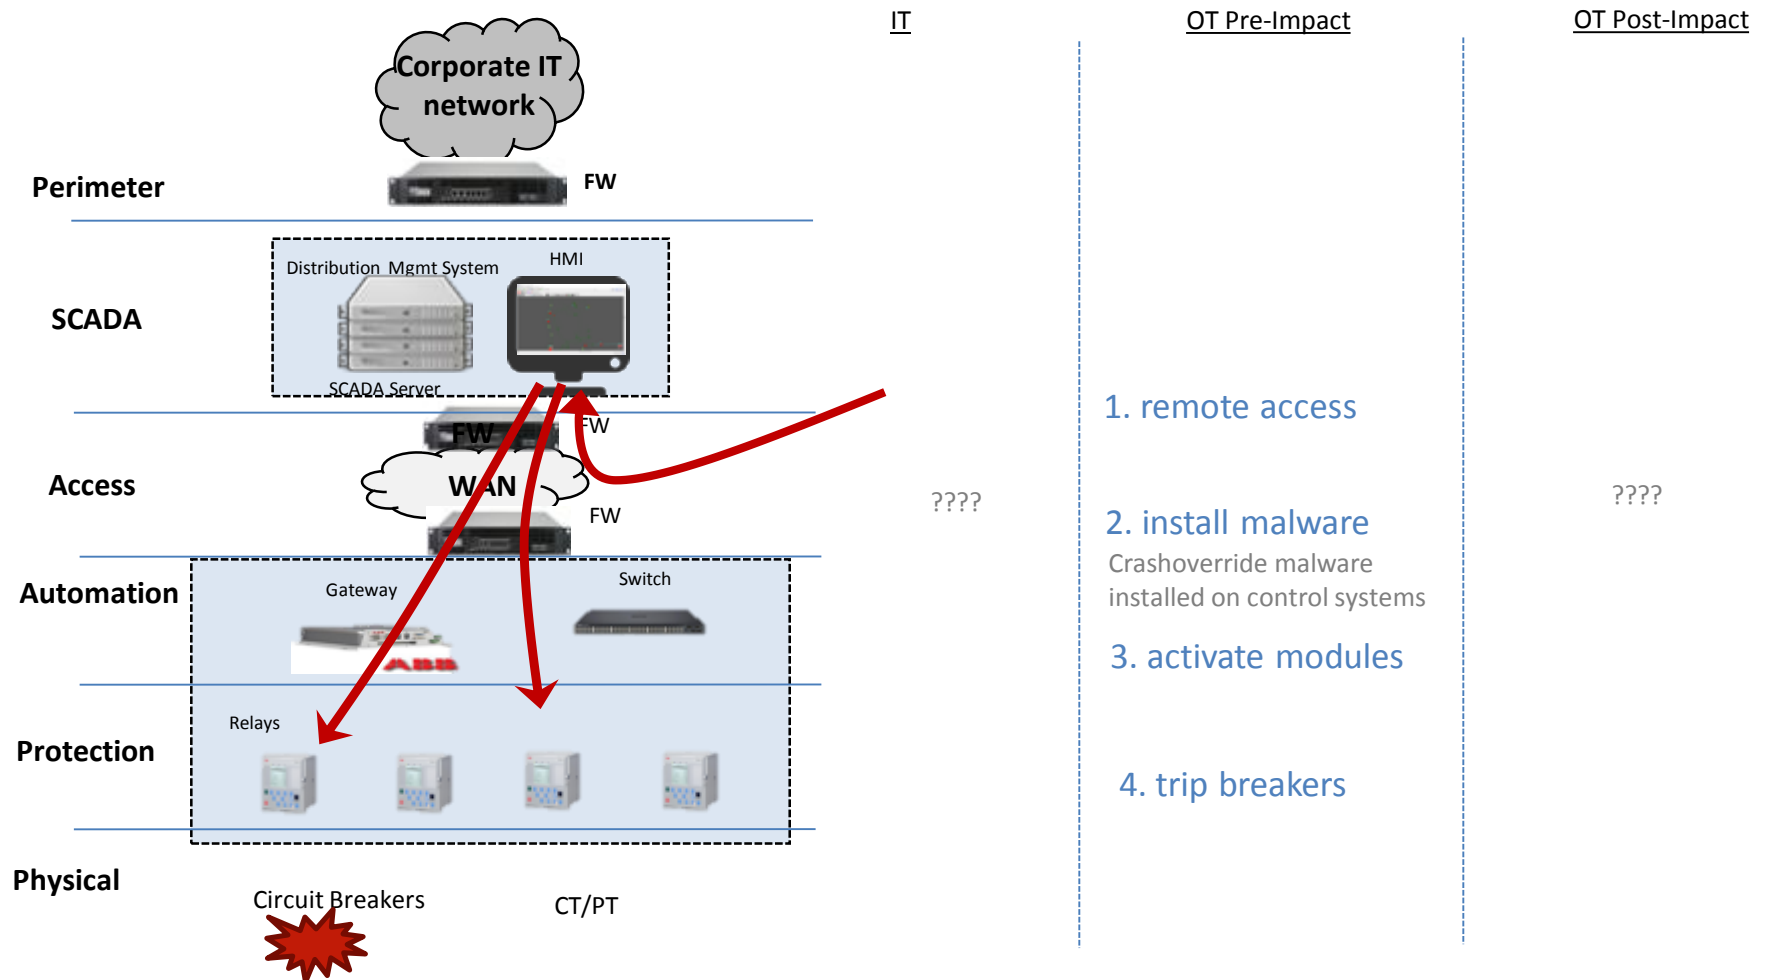 IT
OT Pre-Impact
OT Post-Impact
Corporate IT
network
FW
Perimeter
Distribution Mgmt System
HMI
SCADA
SCADA Server
1. remote access
FW
FW
Access
WAN
????
????
FW
2. install malware
Crashoverride malware
installed on control systems
Automation
Gateway
Switch
ABB
3. activate modules
Relays
Protection
4. trip breakers
Physical
Circuit Breakers
CT/PT